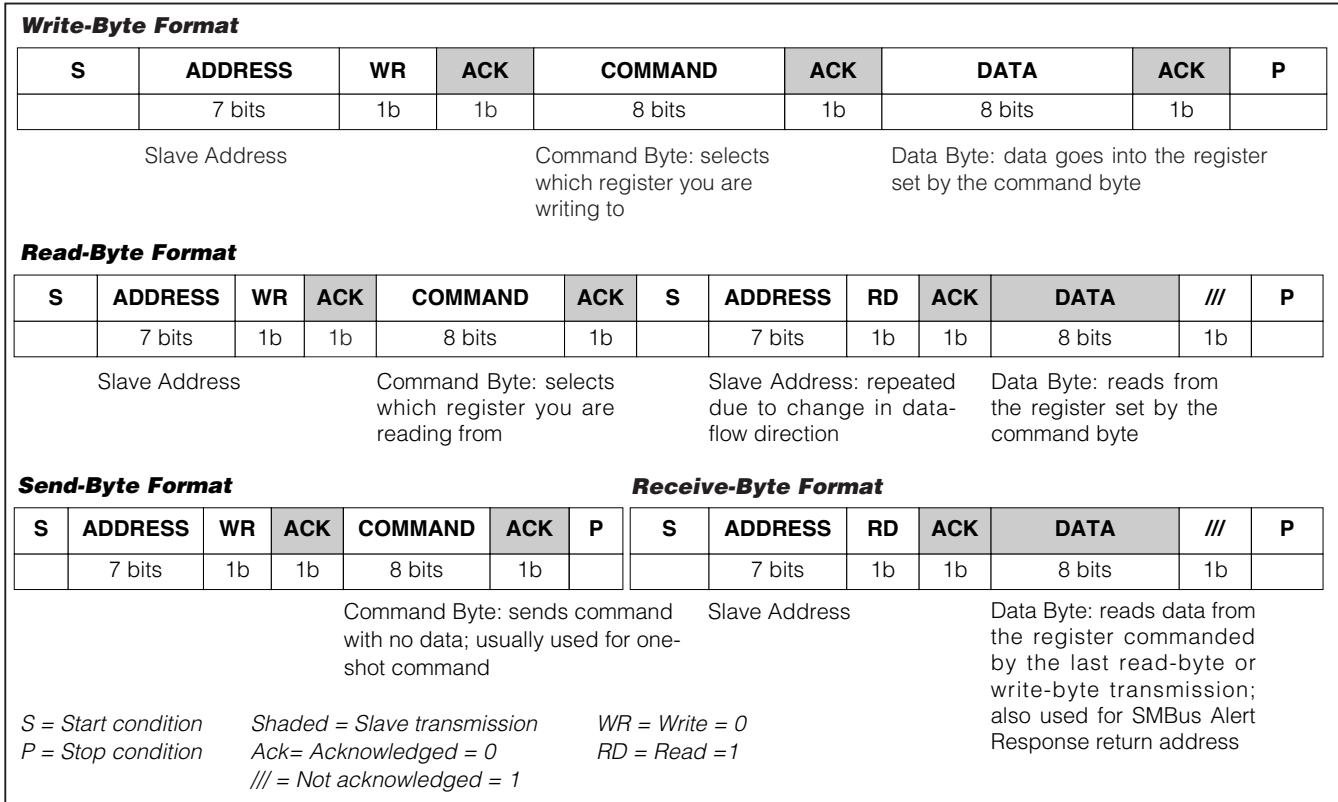 Write-Byte Format
S ADDRESS WR ACK COMMAND ACK DATA ACK P
7 bits 1b 1b 8 bits 1b 8 bits 1b
Slave Address
Command Byte: selects
which register you are
writing to
Data Byte: data goes into the register
set by the command byte
Read-Byte Format
S ADDRESS WR ACK COMMAND ACK S ADDRESS RD ACK DATA /// P
7 bits 1b 1b 8 bits 1b 7 bits 1b 1b 8 bits 1b
Slave Address
Command Byte: selects
which register you are
reading from
Slave Address: repeated
due to change in data-
flow direction
Data Byte: reads from
the register set by the
command byte
Send-Byte Format
S ADDRESS WR ACK COMMAND ACK P
7 bits 1b 1b 8 bits 1b
Command Byte: sends command
with no data; usually used for one-
shot command
Receive-Byte Format
S ADDRESS RD ACK DATA /// P
7 bits 1b 1b 8 bits 1b
Slave Address
Data Byte: reads data from
the register commanded
by the last read-byte or
write-byte transmission;
also used for SMBus Alert
Response return address
S = Start condition Shaded = Slave transmission WR = Write = 0
P = Stop condition Ack= Acknowledged = 0 RD = Read =1
/// = Not acknowledged = 1